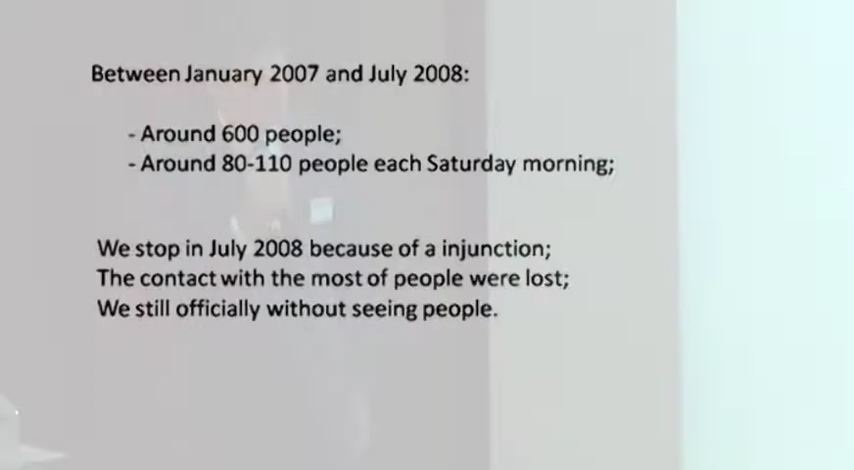 Between January 2007 and July 2008:
- Around 600 people;
- Around 80-110 people each Saturday morning;
We stop in July 2008 because of a injunction;
The contact with the most of people were lost;
We still officially without seeing people.